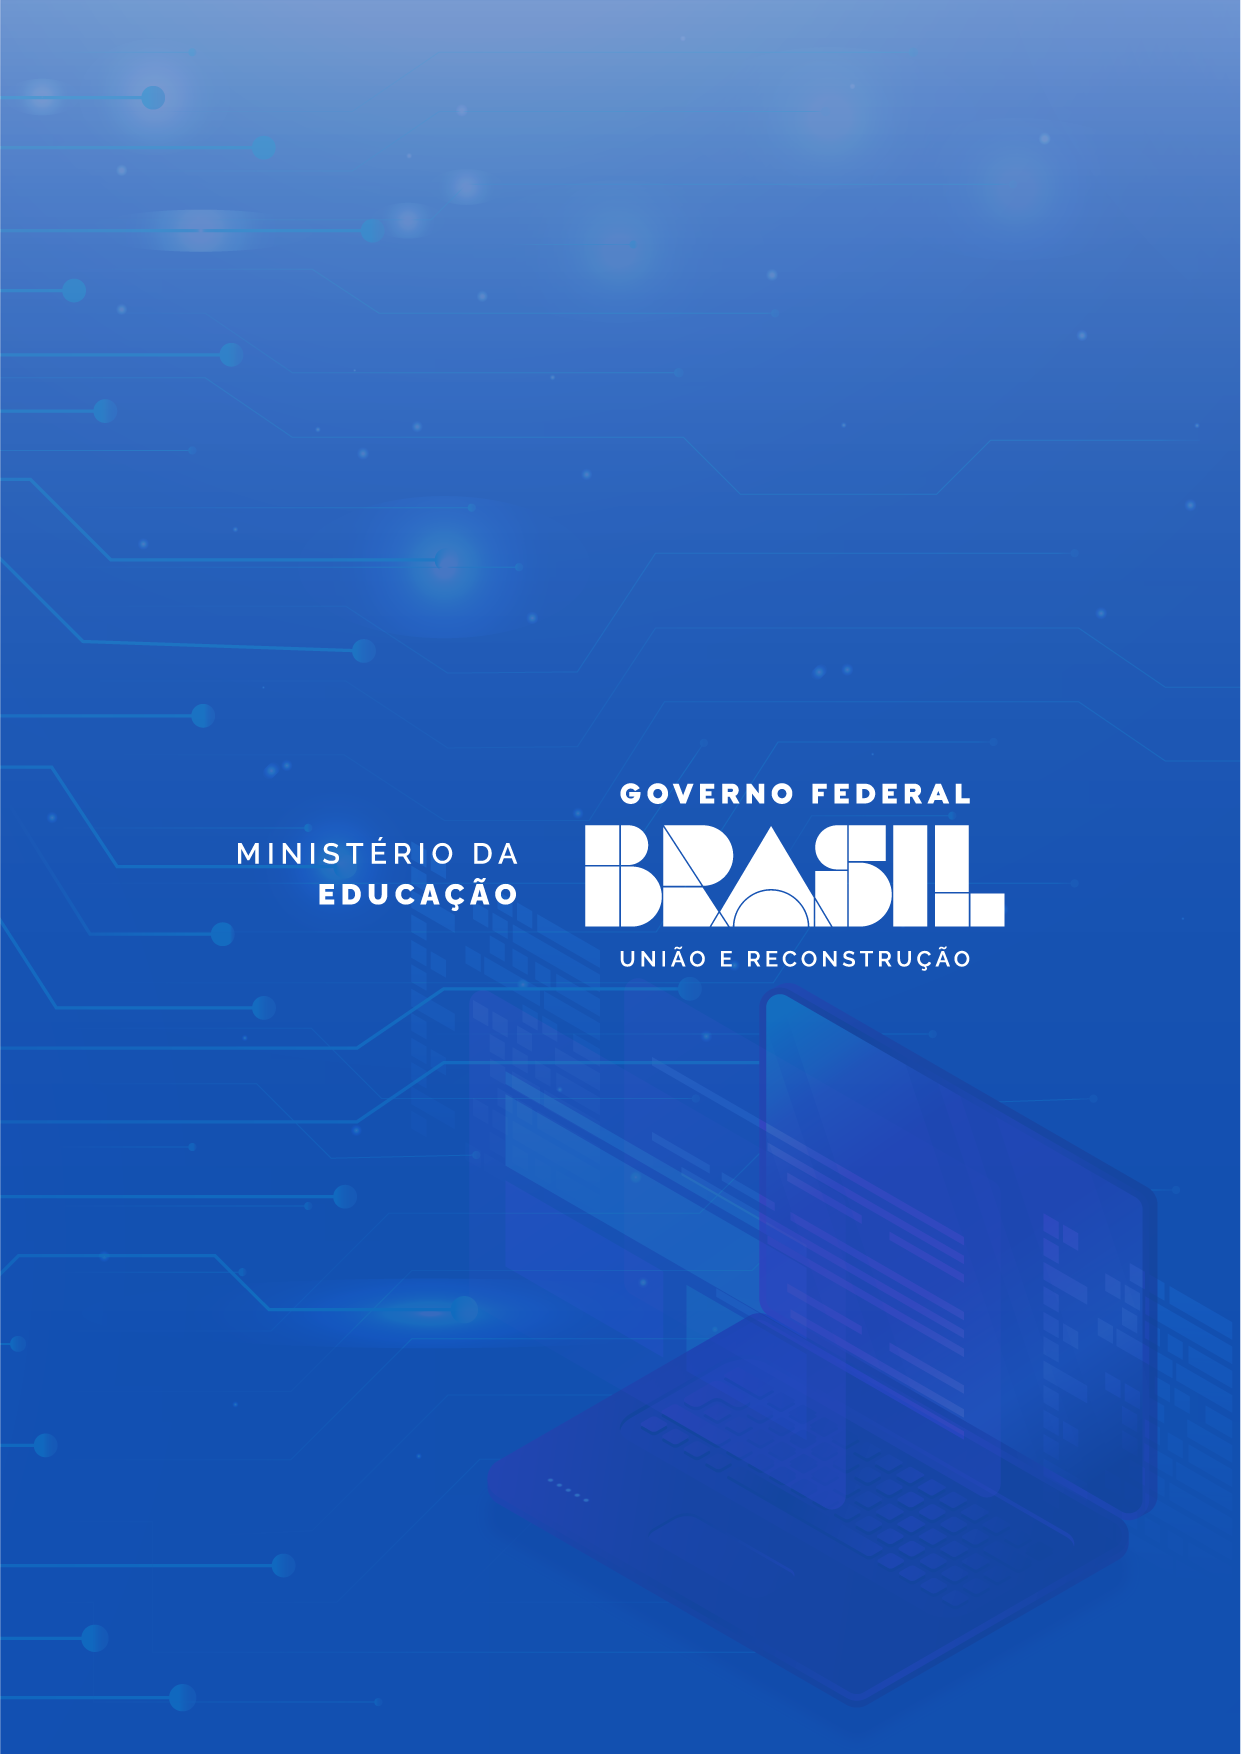 MINISTÉRIO DA
EDUCAÇÃO
GOVERNO FEDERAL
BRASIL
UNIÃO E RECONSTRUÇÃO